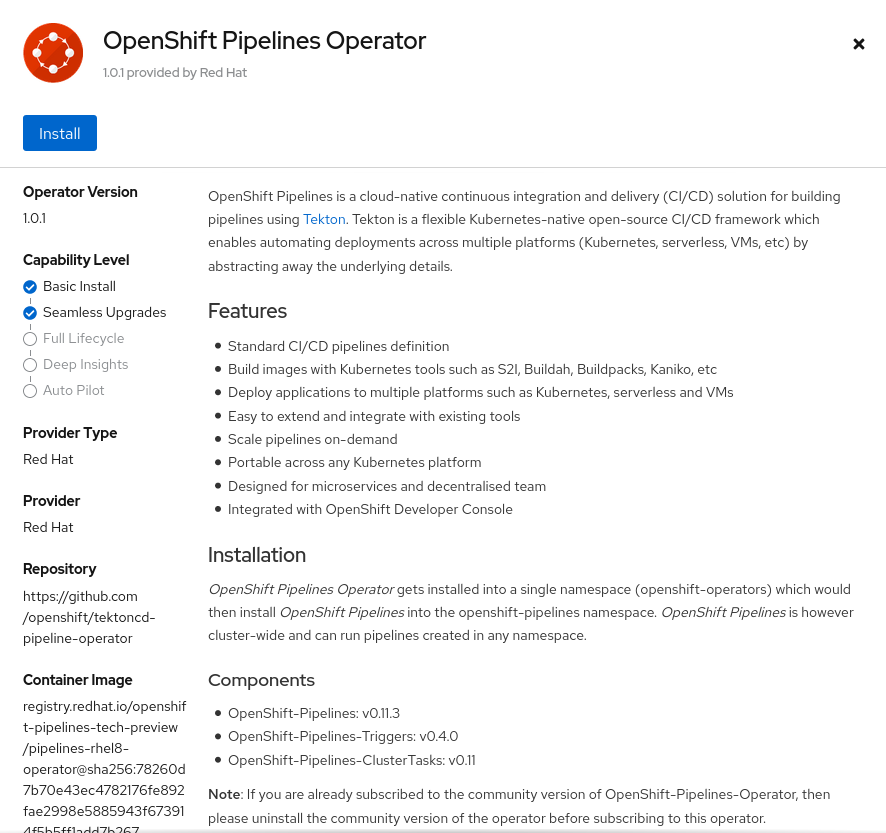 OpenShift Pipelines Operator
1.0.1 provided by Red Hat
Install
Operator Version
1.0.1
Capability Level
Basic Install
Seamless Upgrades
Full Lifecycle
Deep Insights
Auto Pilot
Provider Type
Red Hat
Provider
Red Hat
Repository
https://github.com
/openshift/tektoncd-
pipeline-operator
Container Image
registry.redhat.io/openshif
t-pipelines-tech-preview
/pipelines-rhel8-
operator@sha256:78260d
7b70e43ec4782176fe892
fae2998e5885943f67391
4f5b5ff1add7b267
OpenShift Pipelines is a cloud-native continuous integration and delivery (CI/CD) solution for building
pipelines using Tekton. Tekton is a flexible Kubernetes-native open-source CI/CD framework which
enables automating deployments across multiple platforms (Kubernetes, serverless, VMs, etc) by
abstracting away the underlying details.
Features
• Standard CI/CD pipelines definition
• Build images with Kubernetes tools such as S2I, Buildah, Buildpacks, Kaniko, etc
• Deploy applications to multiple platforms such as Kubernetes, serverless and VMs
• Easy to extend and integrate with existing tools
• Scale pipelines on-demand
• Portable across any Kubernetes platform
• Designed for microservices and decentralised team
• Integrated with OpenShift Developer Console
Installation
OpenShift Pipelines Operator gets installed into a single namespace (openshift-operators) which would
then install OpenShift Pipelines into the openshift-pipelines namespace. OpenShift Pipelines is however
cluster-wide and can run pipelines created in any namespace.
Components
• OpenShift-Pipelines: v0.11.3
• OpenShift-Pipelines-Triggers: v0.4.0
• OpenShift-Pipelines-ClusterTasks: v0.11
Note: If you are already subscribed to the community version of OpenShift-Pipelines-Operator, then
please uninstall the community version of the operator before subscribing to this operator.